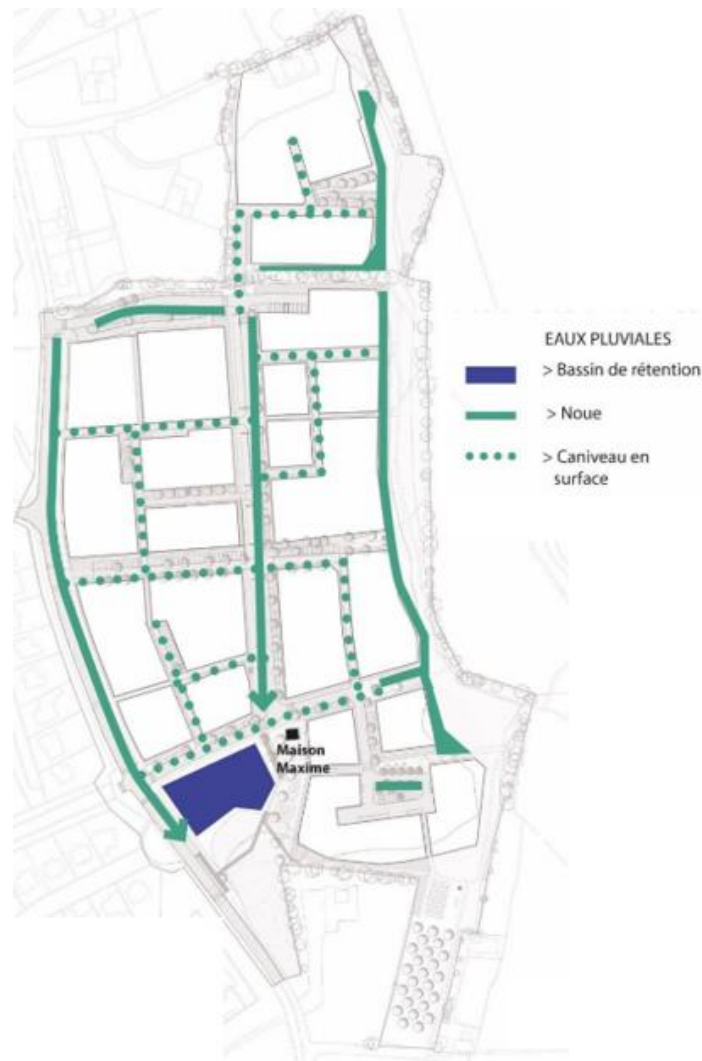 EAUX PLUVIALES
> Bassin de rétention
> Noue
> Caniveau en
surface
Maison
Maxime